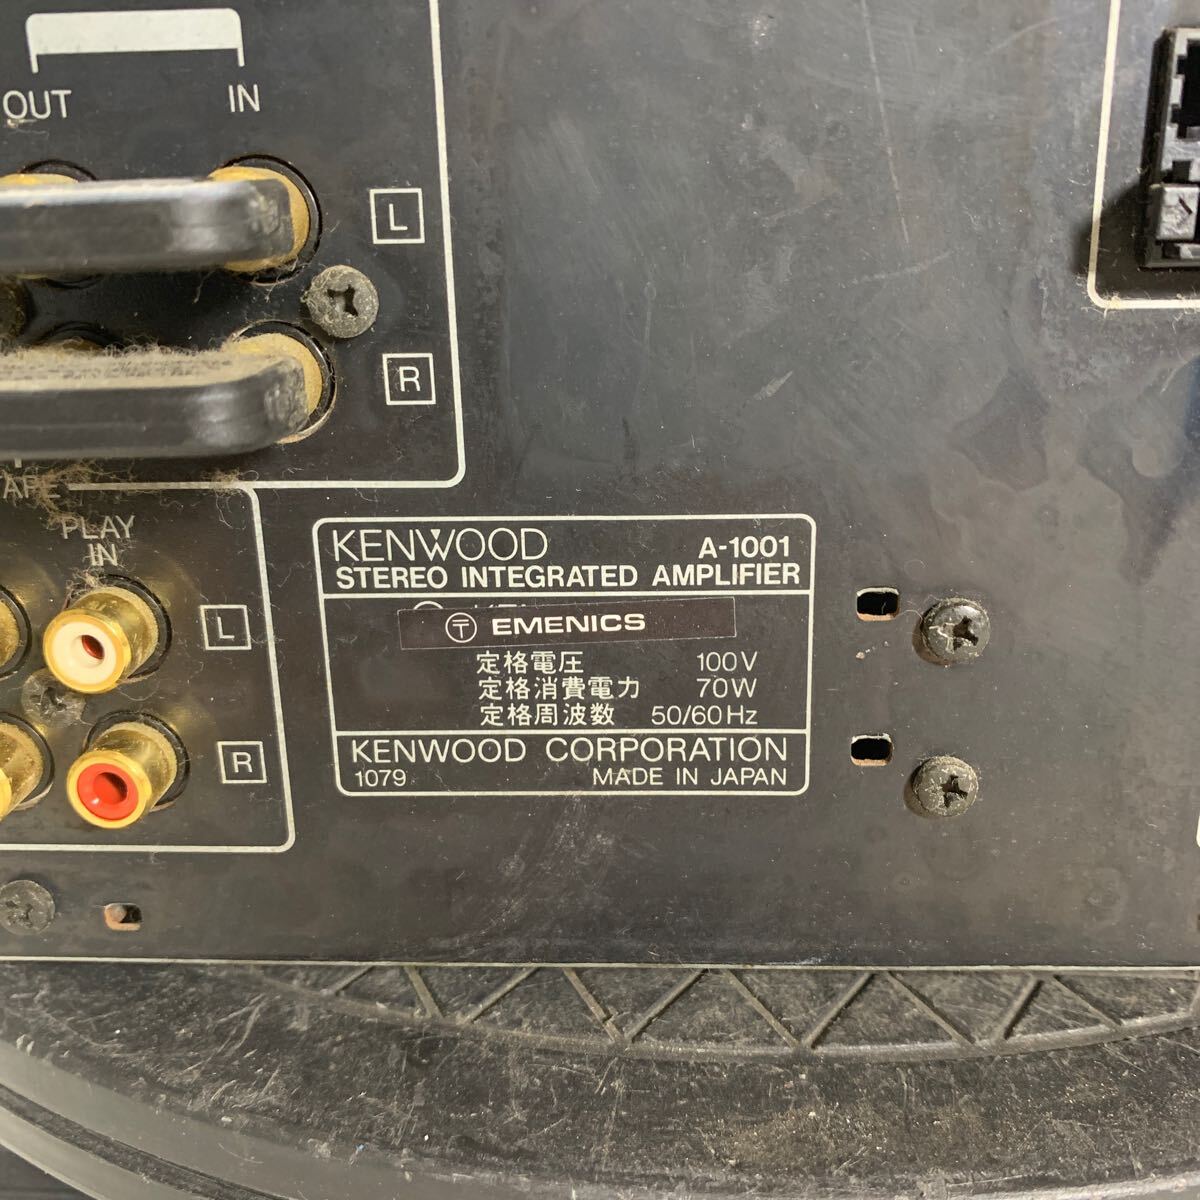 OUT IN
L
R
PLAY
IN
L
R
KENWOOD A-1001
STEREO INTEGRATED AMPLIFIER
〒 EMENICS
定格電圧 100V
定格消費電力 70W
定格周波数 50/60Hz
KENWOOD CORPORATION
1079 MADE IN JAPAN